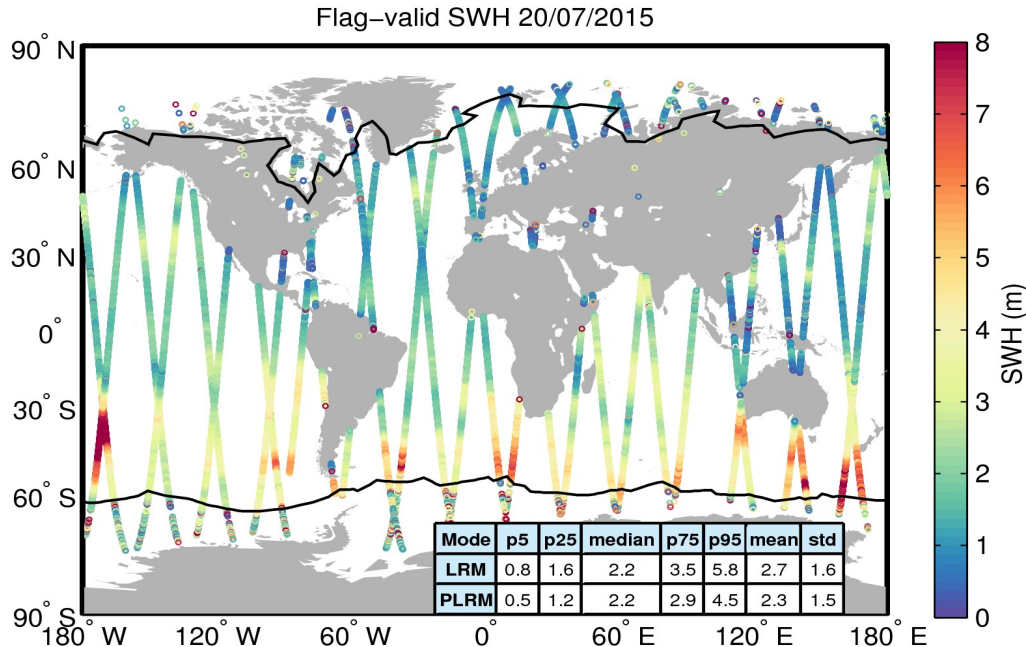 Flag−valid SWH 20/07/2015
90° N
60° N
30° N
0°
30° S
60° S
90° S
180° W
120° W
60° W
0°
60° E
120° E
180° E
Mode p5 p25 median p75 p95 mean std
LRM 0.8 1.6 2.2 3.5 5.8 2.7 1.6
PLRM 0.5 1.2 2.2 2.9 4.5 2.3 1.5
8
7
6
5
4
3
2
1
0
SWH (m)